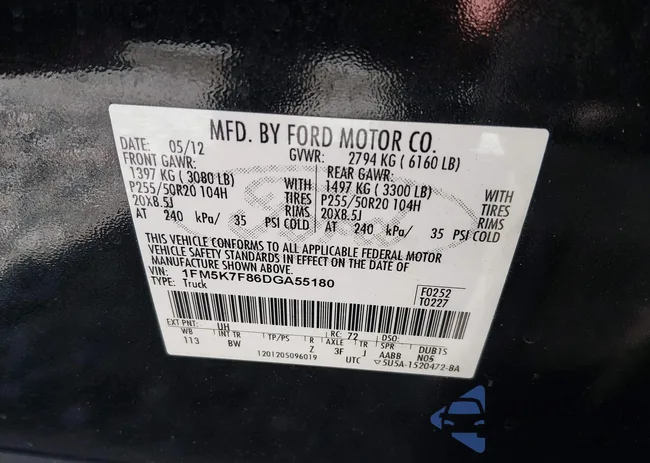 MFD. BY FORD MOTOR CO.
DATE: 05/12 GVWR: 2794 KG ( 6160 LB)
FRONT GAWR: REAR GAWR:
1397 KG ( 3080 LB) WITH 1497 KG ( 3300 LB) WITH
P255/50R20 104H TIRES P255/50R20 104H TIRES
20X8.5J RIMS 20X8.5J RIMS
AT 240 kPa/ 35 PSI COLD AT 240 kPa/ 35 PSI COLD
THIS VEHICLE CONFORMS TO ALL APPLICABLE FEDERAL MOTOR
VEHICLE SAFETY STANDARDS IN EFFECT ON THE DATE OF
MANUFACTURE SHOWN ABOVE.
VIN: 1FM5K7F86DGA55180 F0252
TYPE: Truck T0227
EXT PNT: UH RC: 72 DSO:
WB INT TR TP/PS R AXLE TR SPR DUBTS
113 BW Z 3F J AABB NO6
1201205096019 UTC ▽5U5A-1520472-BA
Ford